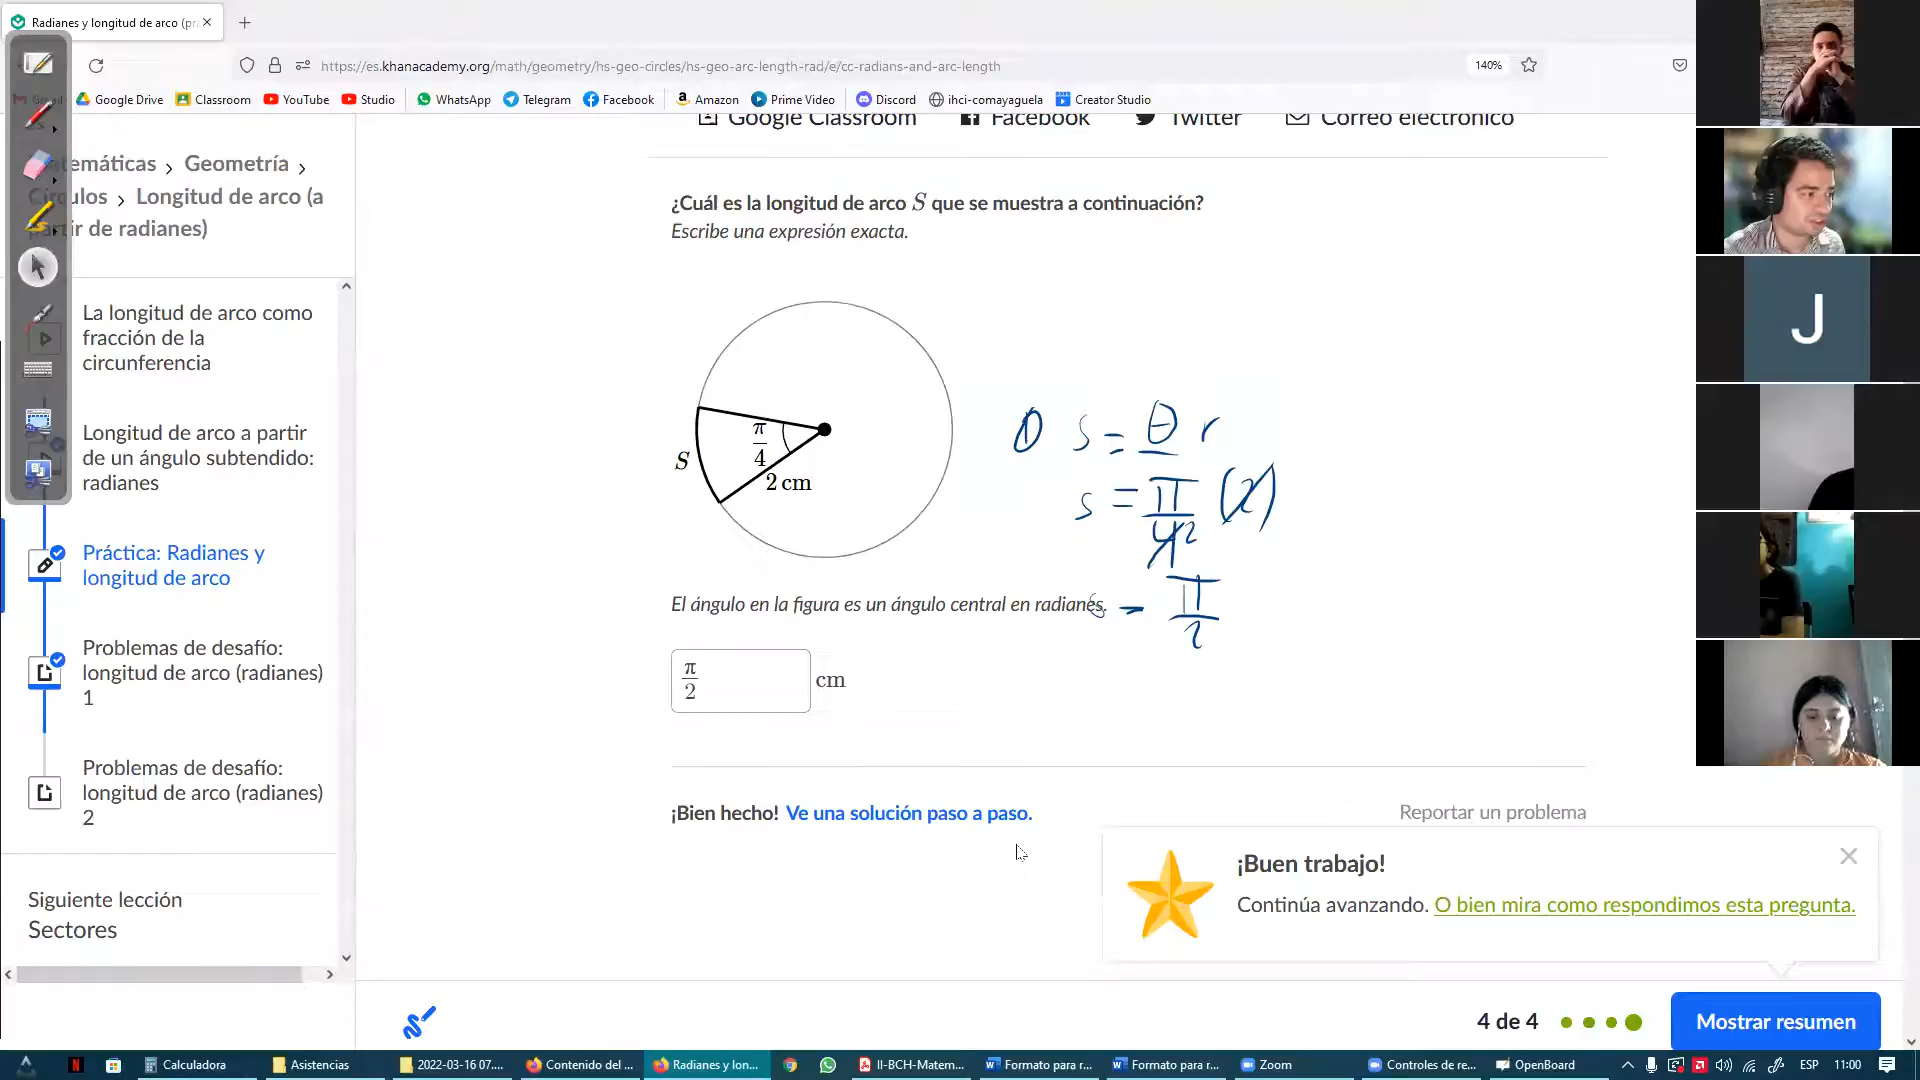 Radianes y longitud de arco (pr
https://es.khanacademy.org/math/geometry/hs-geo-circles/hs-geo-arc-length-rad/e/cc-radians-and-arc-length
140%
Gmail Google Drive Classroom YouTube Studio WhatsApp Telegram Facebook Amazon Prime Video Discord ihci-comayaguela Creator Studio
Google Classroom Facebook Twitter Correo electrónico
temáticas > Geometría >
Círculos > Longitud de arco (a
partir de radianes)
La longitud de arco como
fracción de la
circunferencia
Longitud de arco a partir
de un ángulo subtendido:
radianes
Práctica: Radianes y
longitud de arco
Problemas de desafío:
longitud de arco (radianes)
1
Problemas de desafío:
longitud de arco (radianes)
2
Siguiente lección
Sectores
¿Cuál es la longitud de arco S que se muestra a continuación?
Escribe una expresión exacta.
π
4
S
2 cm
① s = θ r
s = π/4 2 (2)
s = π/2
El ángulo en la figura es un ángulo central en radianes.
π
2
cm
¡Bien hecho! Ve una solución paso a paso.
Reportar un problema
¡Buen trabajo!
Continúa avanzando. O bien mira como respondimos esta pregunta.
4 de 4
Mostrar resumen
J
Calculadora Asistencias 2022-03-16 07.... Contenido del ... Radianes y lon... II-BCH-Matem... Formato para r... Formato para r... Zoom Controles de re... OpenBoard ESP 11:00